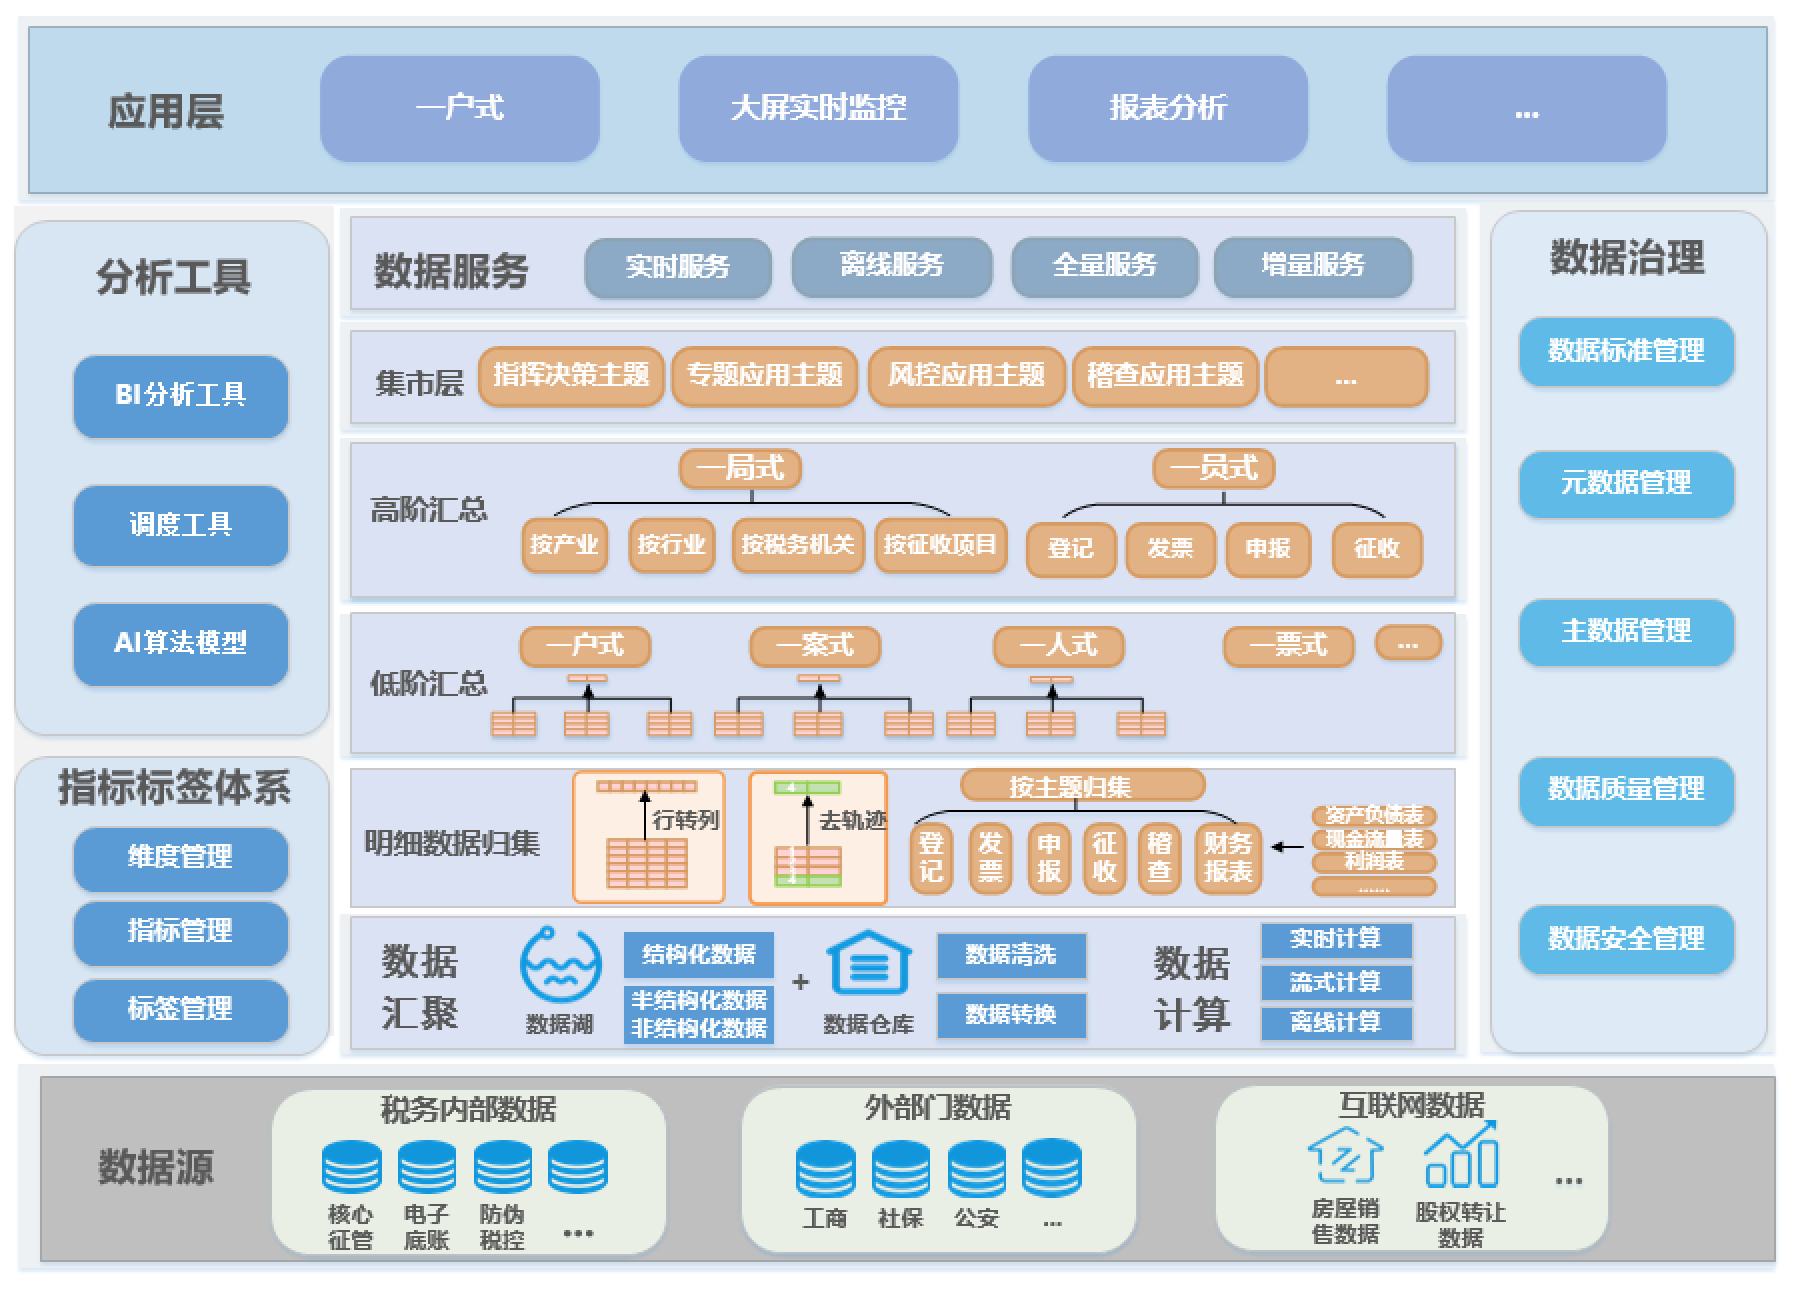 应用层
一户式
大屏实时监控
报表分析
...
分析工具
BI分析工具
调度工具
AI算法模型
指标标签体系
维度管理
指标管理
标签管理
数据服务
实时服务
离线服务
全量服务
增量服务
集市层
指挥决策主题
专题应用主题
风控应用主题
稽查应用主题
...
高阶汇总
一局式
按产业
按行业
按税务机关
按征收项目
一员式
登记
发票
申报
征收
低阶汇总
一户式
一案式
一人式
一票式
...
明细数据归集
行转列
4
去轨迹
4
按主题归集
登
记
发
票
申
报
征
收
稽
查
财务
报表
资产负债表
现金流量表
利润表
......
数据
汇聚
数据湖
结构化数据
半结构化数据
非结构化数据
+
数据仓库
数据清洗
数据转换
数据
计算
实时计算
流式计算
离线计算
数据治理
数据标准管理
元数据管理
主数据管理
数据质量管理
数据安全管理
数据源
税务内部数据
核心
征管
电子
底账
防伪
税控
...
外部门数据
工商
社保
公安
...
互联网数据
房屋销
售数据
股权转让
数据
...